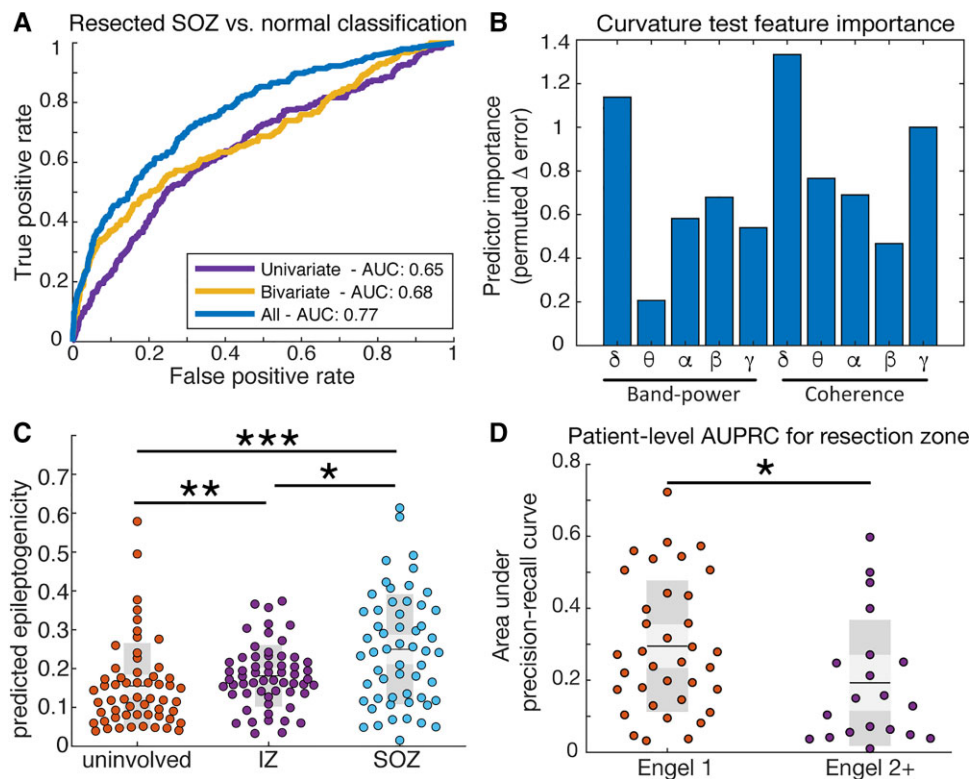 A Resected SOZ vs. normal classification
True positive rate
1
0.8
0.6
0.4
0.2
0
0 0.2 0.4 0.6 0.8 1
False positive rate
Univariate - AUC: 0.65
Bivariate - AUC: 0.68
All - AUC: 0.77
B Curvature test feature importance
Predictor importance
(permuted Δ error)
1.4
1.2
1
0.6
0.4
0.2
0
δ θ α β γ δ θ α β γ
Band-power Coherence
C
predicted epileptogenicity
0.7
0.6
0.5
0.4
0.3
0.2
0.1
0
***
** *
uninvolved IZ SOZ
D Patient-level AUPRC for resection zone
Area under
precision-recall curve
0.8
0.6
0.4
0.2
0
*
Engel 1 Engel 2+